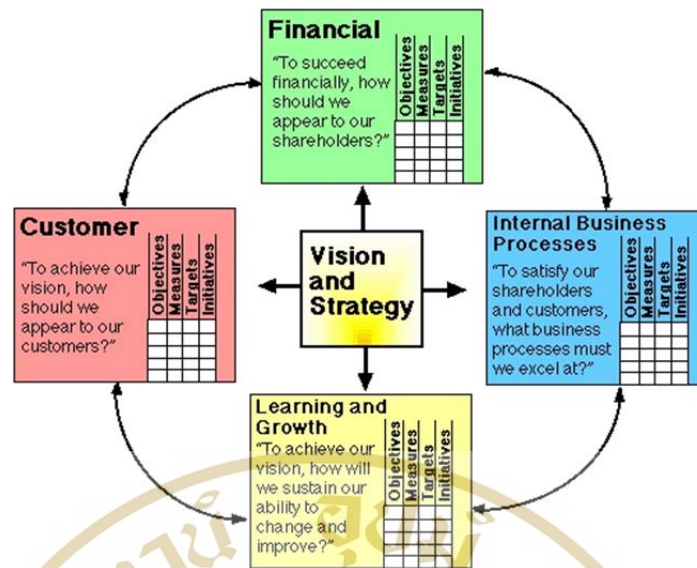 Financial
"To succeed
financially, how
should we
appear to our
shareholders?"
Objectives
Measures
Targets
Initiatives
Customer
"To achieve our
vision, how
should we
appear to our
customers?"
Objectives
Measures
Targets
Initiatives
Vision
and
Strategy
Internal Business
Processes
"To satisfy our
shareholders
and customers,
what business
processes must
we excel at?"
Objectives
Measures
Targets
Initiatives
Learning and
Growth
"To achieve our
vision, how will
we sustain our
ability to
change and
improve?"
Objectives
Measures
Targets
Initiatives